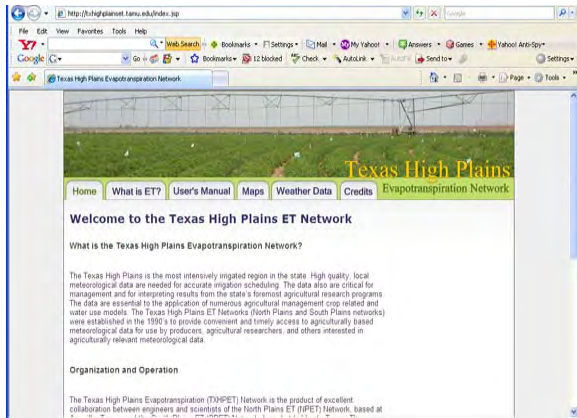 http://txhighplainset.tamu.edu/index.jsp
Google
File Edit View Favorites Tools Help
Web Search Bookmarks Settings Mail My Yahoo! Answers Games Yahoo! Anti-Spy
Google Go Bookmarks 12 blocked Check AutoLink AutoFill Send to Settings
Texas High Plains Evapotranspiration Network Page Tools
Texas High Plains
Evapotranspiration Network
Home What is ET? User's Manual Maps Weather Data Credits
Welcome to the Texas High Plains ET Network
What is the Texas High Plains Evapotranspiration Network?
The Texas High Plains is the most intensively irrigated region in the state. High quality, local
meteorological data are needed for accurate irrigation scheduling. The data also are critical for
management and for interpreting results from the state's foremost agricultural research programs.
The data are essential to the application of numerous agricultural management crop related and
water use models. The Texas High Plains ET Networks (North Plains and South Plains networks)
were established in the 1990's to provide convenient and timely access to agriculturally based
meteorological data for use by producers, agricultural researchers, and others interested in
agriculturally relevant meteorological data.
Organization and Operation
The Texas High Plains Evapotranspiration (TXHPET) Network is the product of excellent
collaboration between engineers and scientists of the North Plains ET (NPET) Network, based at